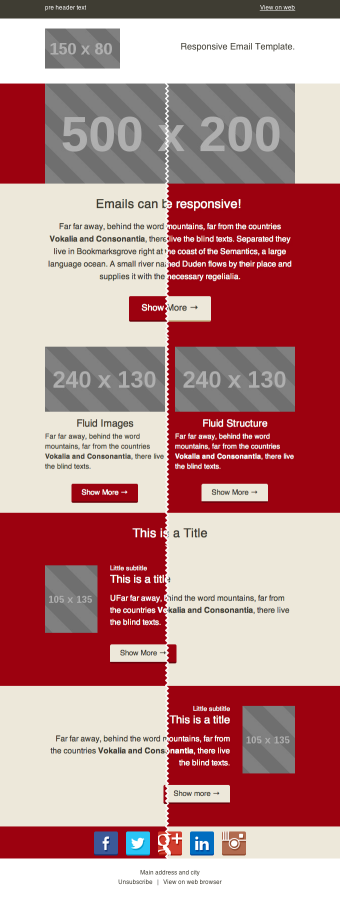 pre header text
View on web
150 x 80
Responsive Email Template.
500 x 200
Emails can be responsive!
Far far away, behind the word mountains, far from the countries
Vokalia and Consonantia, there live the blind texts. Separated they
live in Bookmarksgrove right at the coast of the Semantics, a large
language ocean. A small river named Duden flows by their place and
supplies it with the necessary regelialia.
Show More →
240 x 130
240 x 130
Fluid Images
Far far away, behind the word
mountains, far from the countries
Vokalia and Consonantia, there live
the blind texts.
Show More →
Fluid Structure
Far far away, behind the word
mountains, far from the countries
Vokalia and Consonantia, there live
the blind texts.
Show More →
This is a Title
105 x 135
Little subtitle
This is a title
UFar far away, behind the word mountains, far from
the countries Vokalia and Consonantia, there live
the blind texts.
Show More →
Little subtitle
This is a title
Far far away, behind the word mountains, far from
the countries Vokalia and Consonantia, there live
the blind texts.
105 x 135
Show more →
f
g+
in
Main address and city
Unsubscribe | View on web browser